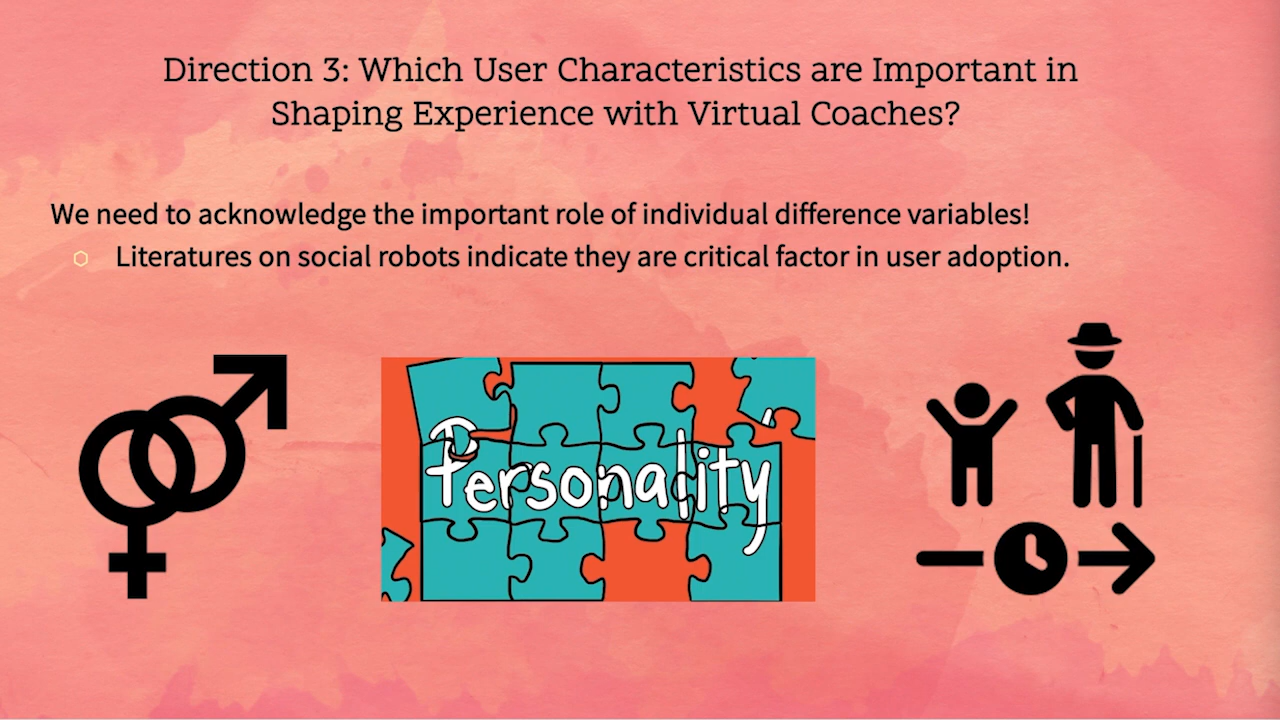 Direction 3: Which User Characteristics are Important in
Shaping Experience with Virtual Coaches?
We need to acknowledge the important role of individual difference variables!
Literatures on social robots indicate they are critical factor in user adoption.
Personality